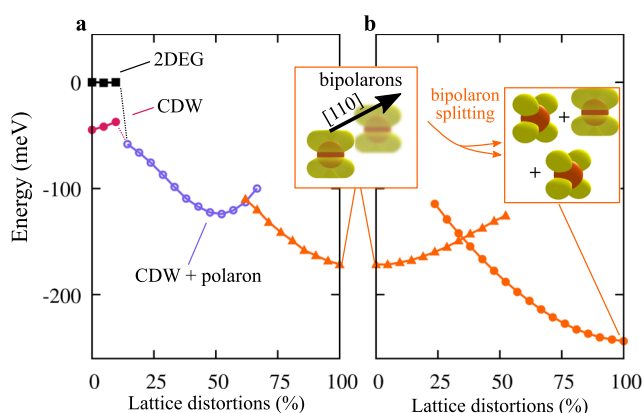 a
b
2DEG
CDW
CDW + polaron
bipolarons
[110]
bipolaron
splitting
+
+
Energy (meV)
0
-100
-200
0
25
50
75
100
0
25
50
75
100
Lattice distortions (%)
Lattice distortions (%)